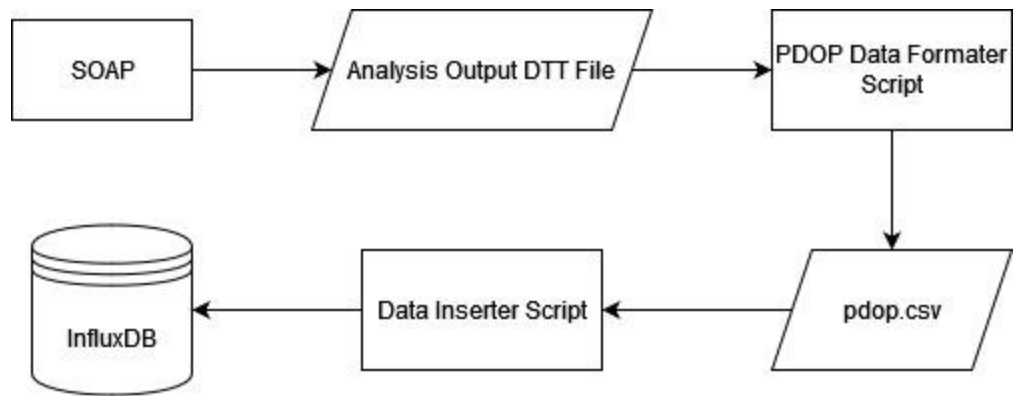 SOAP
Analysis Output DTT File
PDOP Data Formater
Script
pdop.csv
Data Inserter Script
InfluxDB